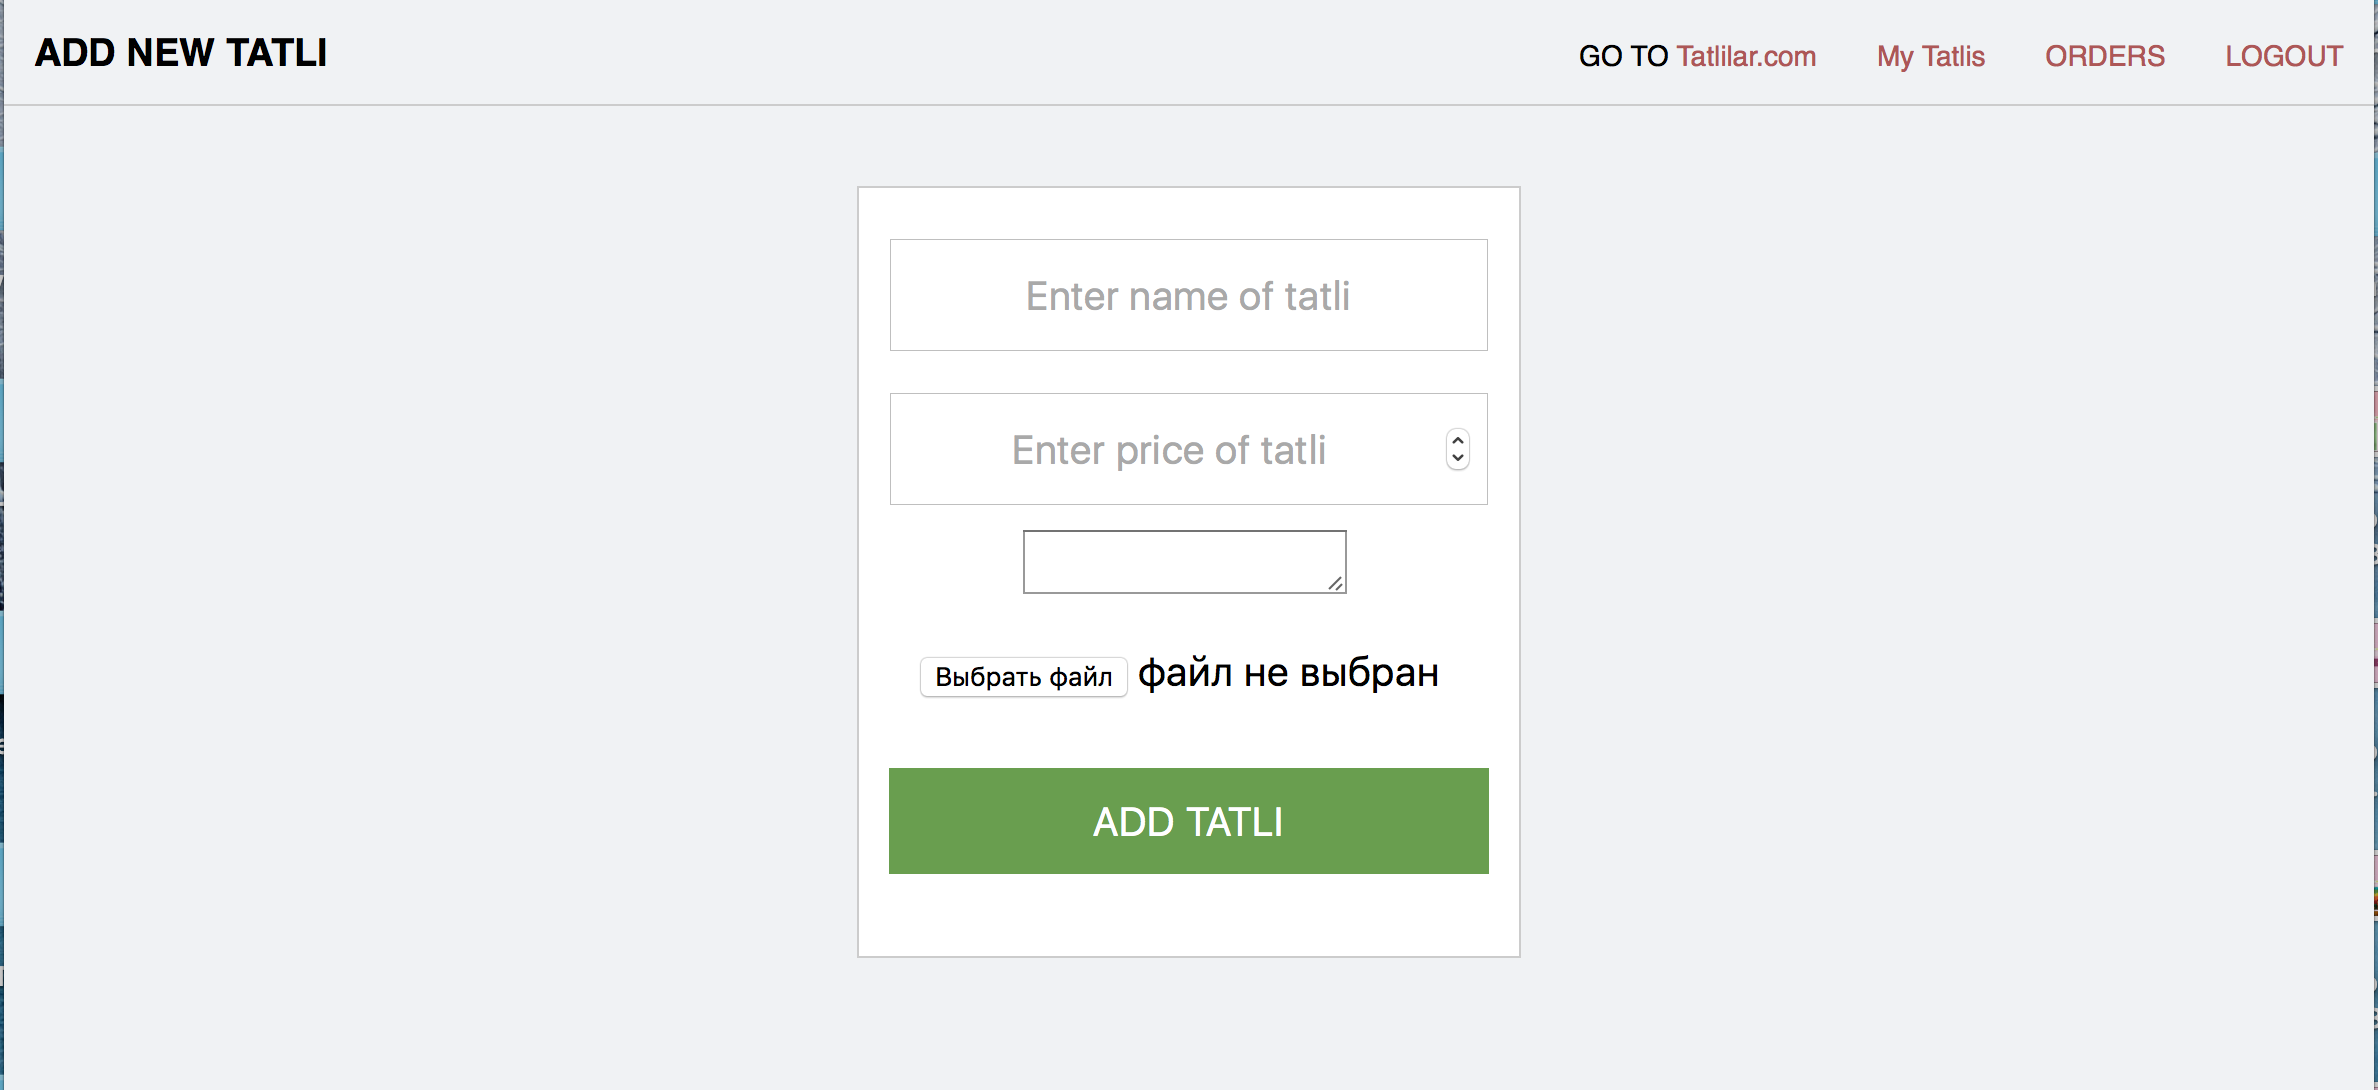 ADD NEW TATLI
GO TO Tatlilar.com My Tatlis ORDERS LOGOUT
Enter name of tatli
Enter price of tatli
Выбрать файл файл не выбран
ADD TATLI